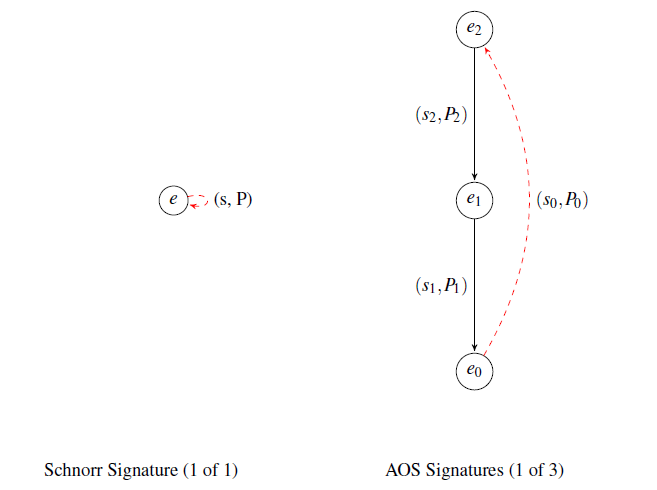 e₂
(s₂, P₂)
e (s, P)
e₁ (s₀, P₀)
(s₁, P₁)
e₀
Schnorr Signature (1 of 1) AOS Signatures (1 of 3)